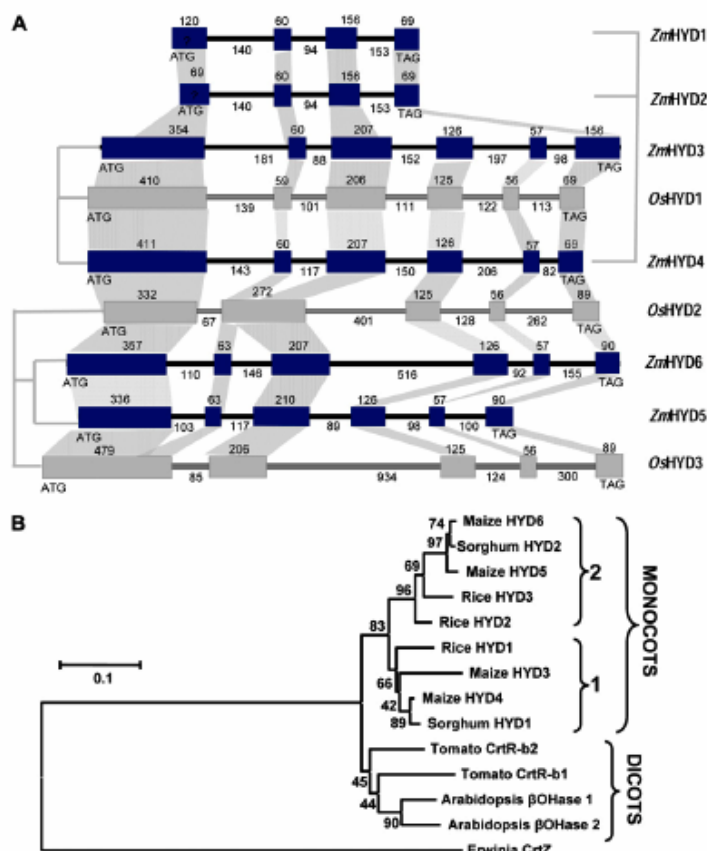 A
120 60 156 69
ZmHYD1
ATG 140 94 153 TAG
69 60 156 69
ZmHYD2
ATG 140 94 153 TAG
354 60 207 126 57 156
ZmHYD3
ATG 181 88 152 197 98 TAG
410 59 206 125 56 69
OsHYD1
ATG 139 101 111 122 113 TAG
411 60 207 126 57 69
ZmHYD4
ATG 143 117 150 206 82 TAG
332 272 125 56 89
OsHYD2
ATG 67 401 128 262 TAG
357 63 207 126 57 90
ZmHYD6
ATG 110 146 516 92 155 TAG
336 63 210 126 57 90
ZmHYD5
ATG 103 117 89 98 100 TAG
479 206 125 56 89
OsHYD3
ATG 85 934 124 300 TAG
B
74 Maize HYD6
97 Sorghum HYD2
69 Maize HYD5
96 Rice HYD3
Rice HYD2
2
83 Rice HYD1
66 Maize HYD3
42 Maize HYD4
89 Sorghum HYD1
1
MONOCOTS
0.1
Tomato CrtR-b2
45 Tomato CrtR-b1
44 Arabidopsis βOHase 1
90 Arabidopsis βOHase 2
DICOTS
Erwinia CrtZ